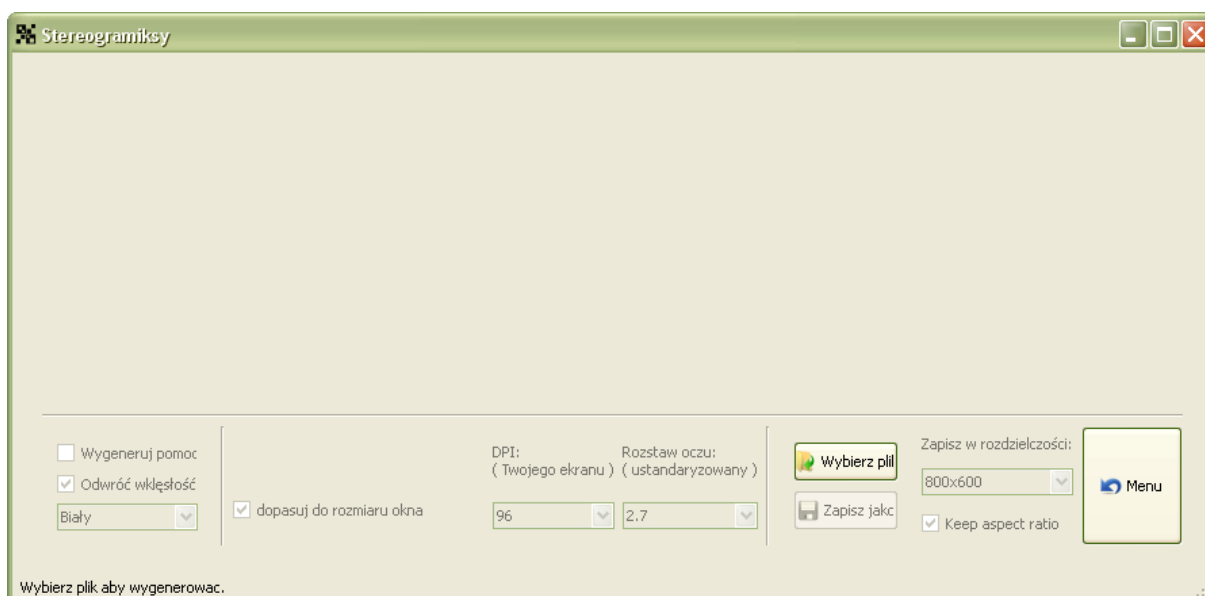 Stereogramiksy
Wygeneruj pomoc
Odwróć wklęsłość
Biały
dopasuj do rozmiaru okna
DPI:
( Twojego ekranu )
96
Rozstaw oczu:
( ustandaryzowany )
2.7
Wybierz plil
Zapisz jakc
Zapisz w rozdzielczości:
800x600
Keep aspect ratio
Menu
Wybierz plik aby wygenerowac.